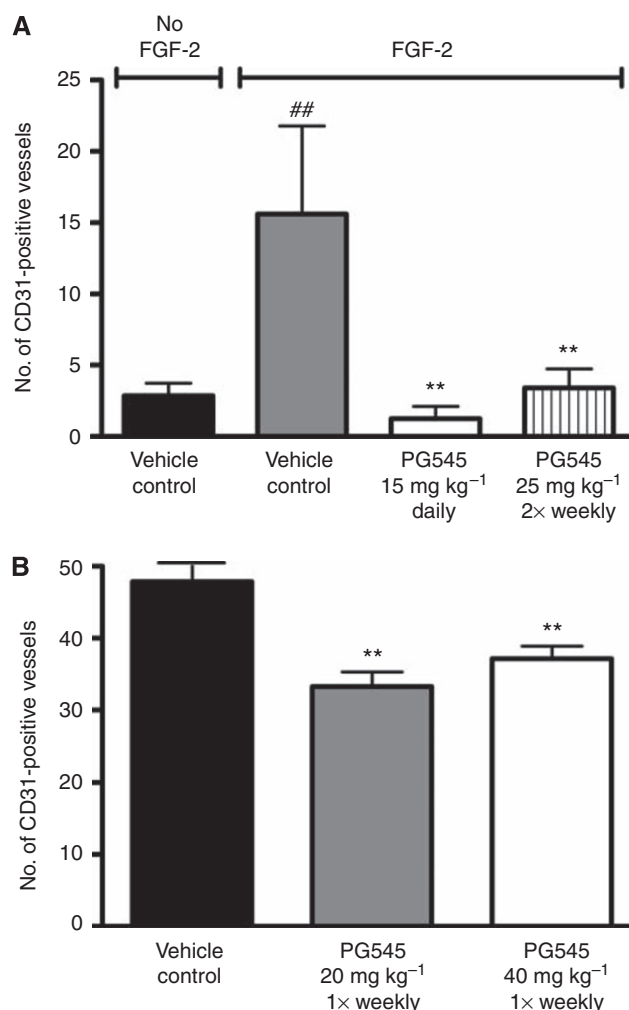 A
No
FGF-2
FGF-2
No. of CD31-positive vessels
25
20
15
10
5
0
##
**
**
Vehicle
control
Vehicle
control
PG545
15 mg kg⁻¹
daily
PG545
25 mg kg⁻¹
2× weekly
B
No. of CD31-positive vessels
50
40
30
20
10
0
**
**
Vehicle
control
PG545
20 mg kg⁻¹
1× weekly
PG545
40 mg kg⁻¹
1× weekly